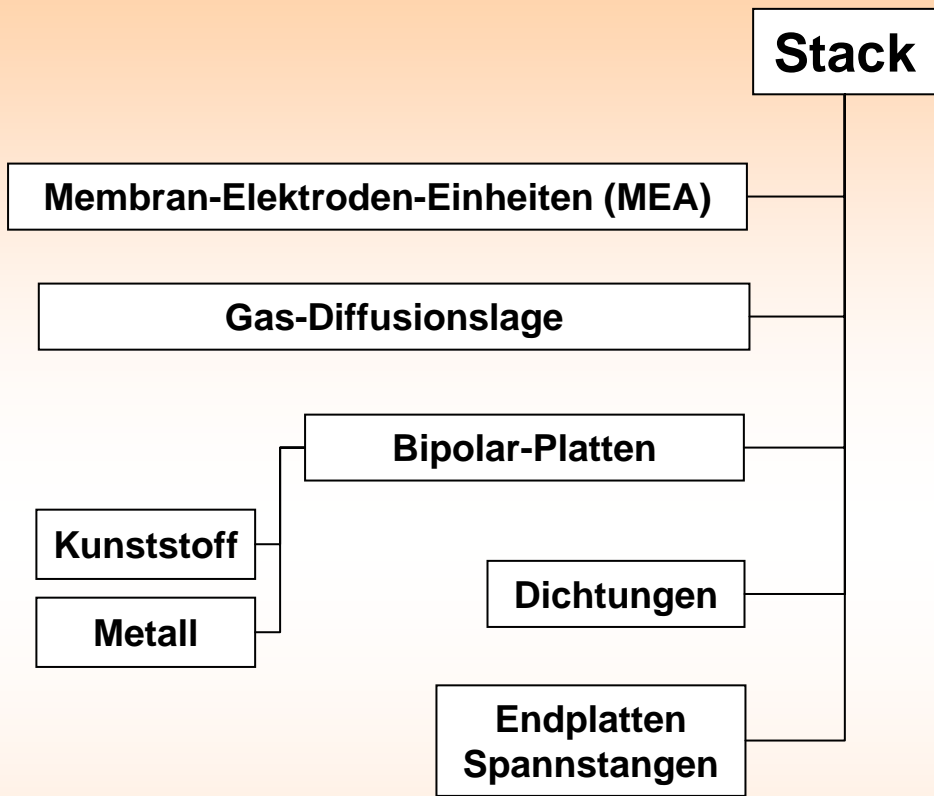 Stack
Membran-Elektroden-Einheiten (MEA)
Gas-Diffusionslage
Bipolar-Platten
Kunststoff
Metall
Dichtungen
Endplatten
Spannstangen